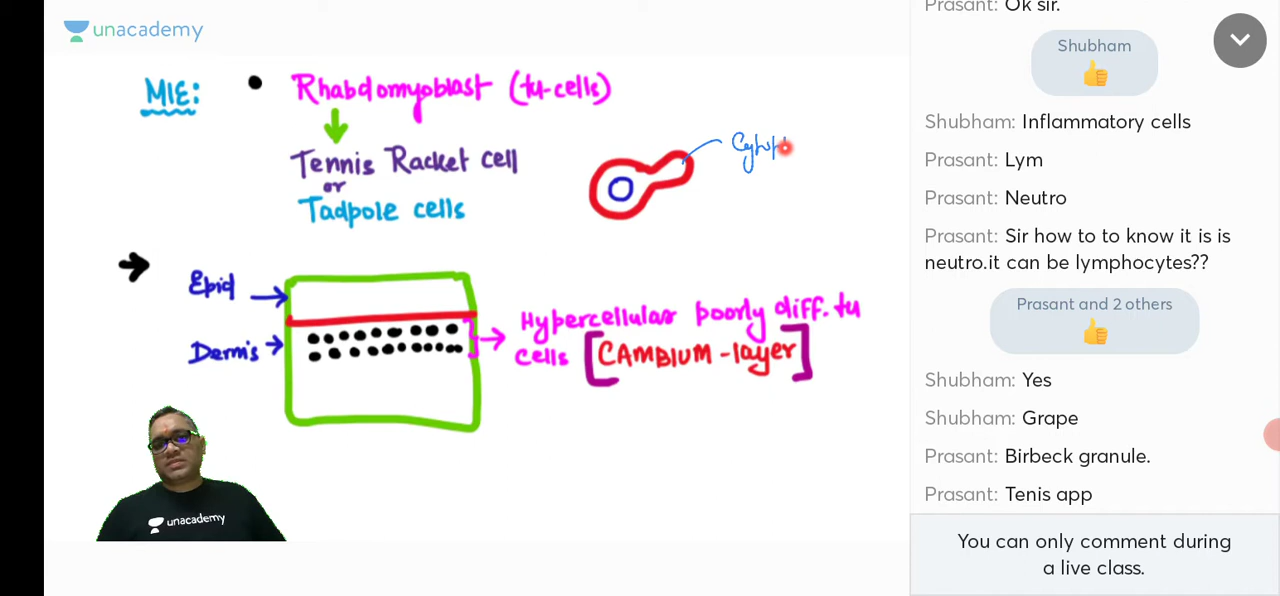 unacademy
MIE:
• Rhabdomyoblast (tu-cells)
Tennis Racket cell
or
Tadpole cells
Epid
Dermis
Hypercellular poorly diff. tu
cells [CAMBIUM-layer]
unacademy
Prasant: Ok sir.
Shubham
Shubham: Inflammatory cells
Prasant: Lym
Prasant: Neutro
Prasant: Sir how to to know it is is
neutro.it can be lymphocytes??
Prasant and 2 others
Shubham: Yes
Shubham: Grape
Prasant: Birbeck granule.
Prasant: Tenis app
You can only comment during
a live class.